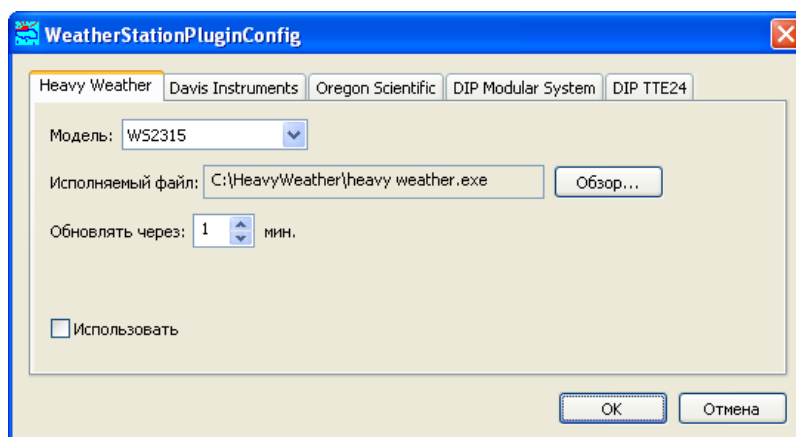 WeatherStationPluginConfig
Heavy Weather Davis Instruments Oregon Scientific DIP Modular System DIP TTE24
Модель: WS2315
Исполняемый файл: C:\HeavyWeather\heavy weather.exe Обзор...
Обновлять через: 1 мин.
Использовать
OK Отмена